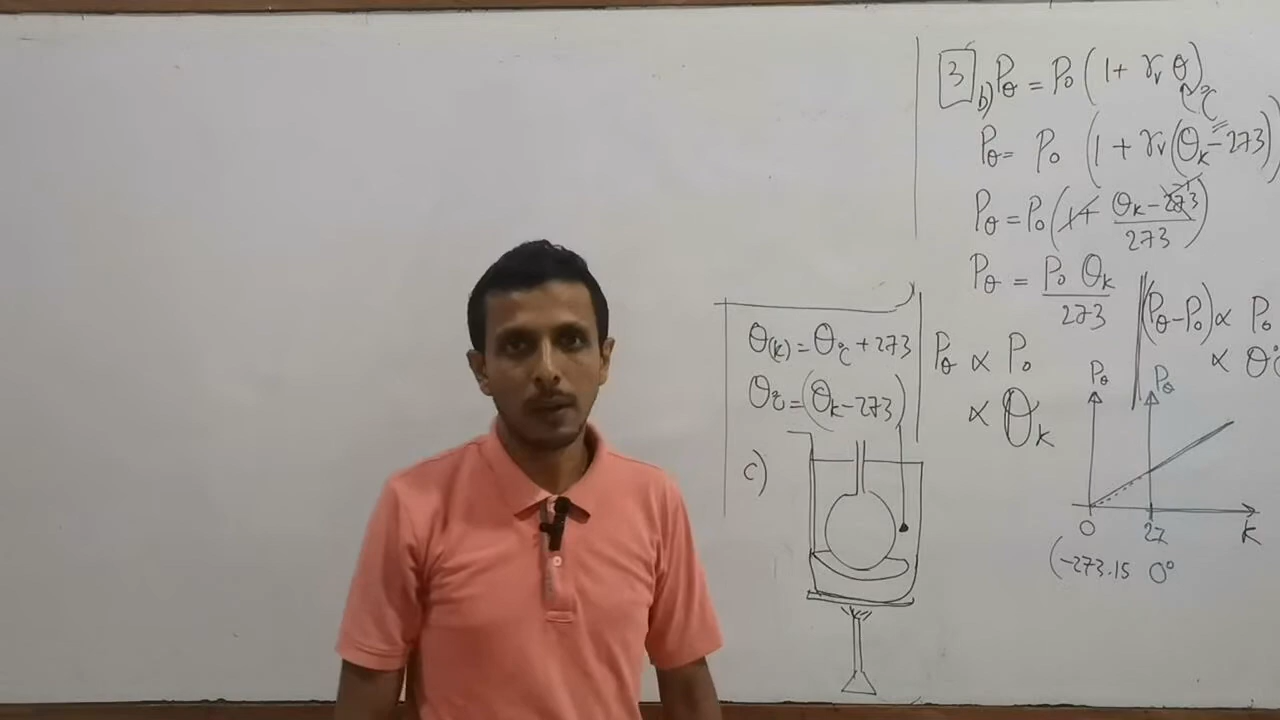 3 b) Pθ = P₀ (1 + γᵥ θ)
°C
Pθ = P₀ (1 + γᵥ (θₖ - 273))
Pθ = P₀ (1 + θₖ - 273 / 273)
Pθ = P₀ θₖ / 273
(Pθ - P₀) ∝ P₀
∝ θ°C
θ(K) = θ°C + 273
θ°C = (θₖ - 273)
Pθ ∝ P₀
∝ θₖ
c)
Pθ
Pθ
0
27
K
(-273.15
0°